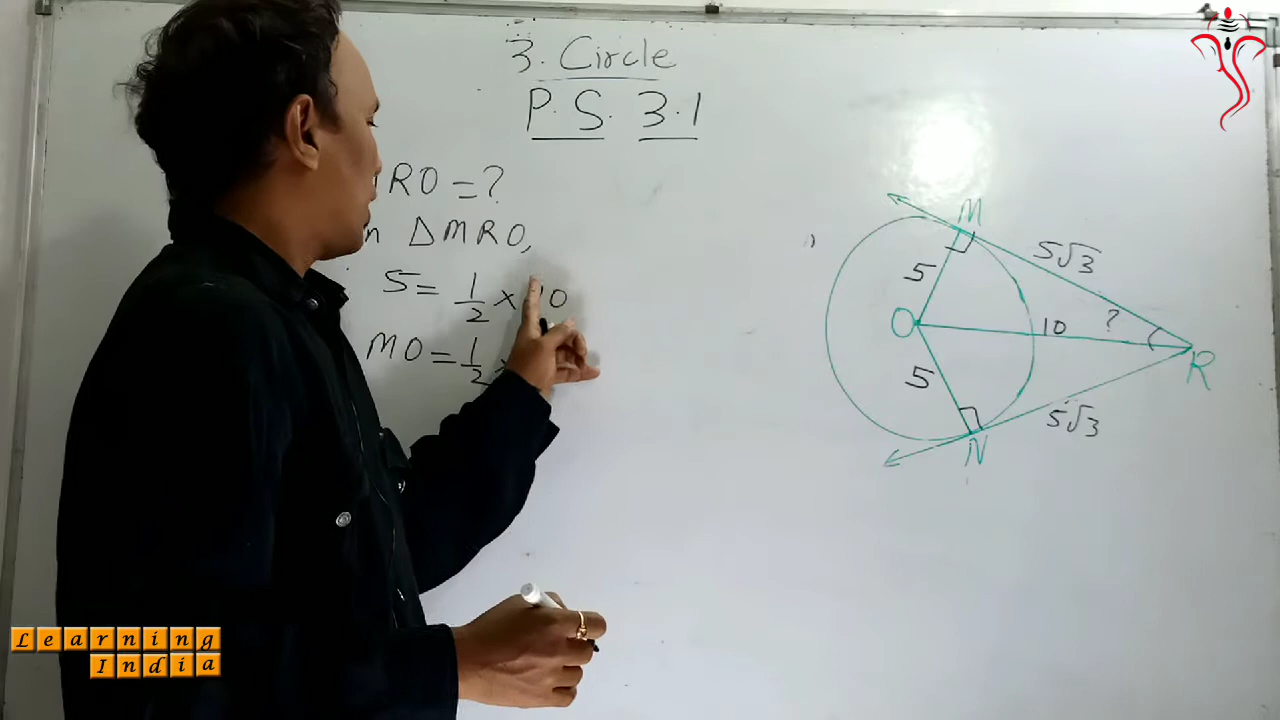 3. Circle
P. S. 3.1
RO = ?
ΔMRO,
5 = 1/2 × 10
MO = 1/2 ×
M
5√3
5
O
10
?
R
5
5√3
N
Learning
India